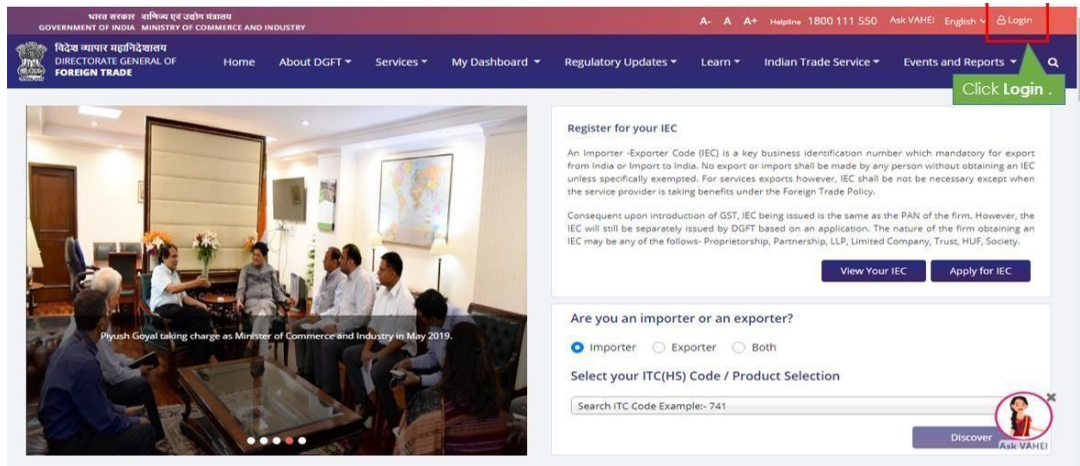 भारत सरकार वाणिज्य एवं उद्योग मंत्रालय
GOVERNMENT OF INDIA MINISTRY OF COMMERCE AND INDUSTRY
A- A A+ Helpline 1800 111 550 Ask VAHEI English Login
विदेश व्यापार महानिदेशालय
DIRECTORATE GENERAL OF
FOREIGN TRADE
Home About DGFT Services My Dashboard Regulatory Updates Learn Indian Trade Service Events and Reports
Click Login .
Piyush Goyal taking charge as Minister of Commerce and Industry in May 2019.
Register for your IEC
An Importer -Exporter Code (IEC) is a key business identification number which mandatory for export
from India or Import to India. No export or import shall be made by any person without obtaining an IEC
unless specifically exempted. For services exports however, IEC shall be not be necessary except when
the service provider is taking benefits under the Foreign Trade Policy.
Consequent upon introduction of GST, IEC being issued is the same as the PAN of the firm. However, the
IEC will still be separately issued by DGFT based on an application. The nature of the firm obtaining an
IEC may be any of the follows- Proprietorship, Partnership, LLP, Limited Company, Trust, HUF, Society.
View Your IEC Apply for IEC
Are you an importer or an exporter?
Importer Exporter Both
Select your ITC(HS) Code / Product Selection
Search ITC Code Example:- 741
Discover
Ask VAHEI